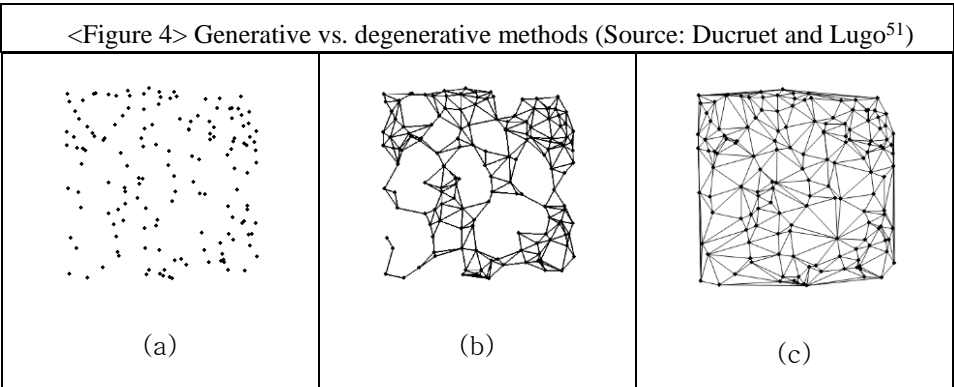 <Figure 4> Generative vs. degenerative methods (Source: Ducruet and Lugo⁵¹)
(a)
(b)
(c)